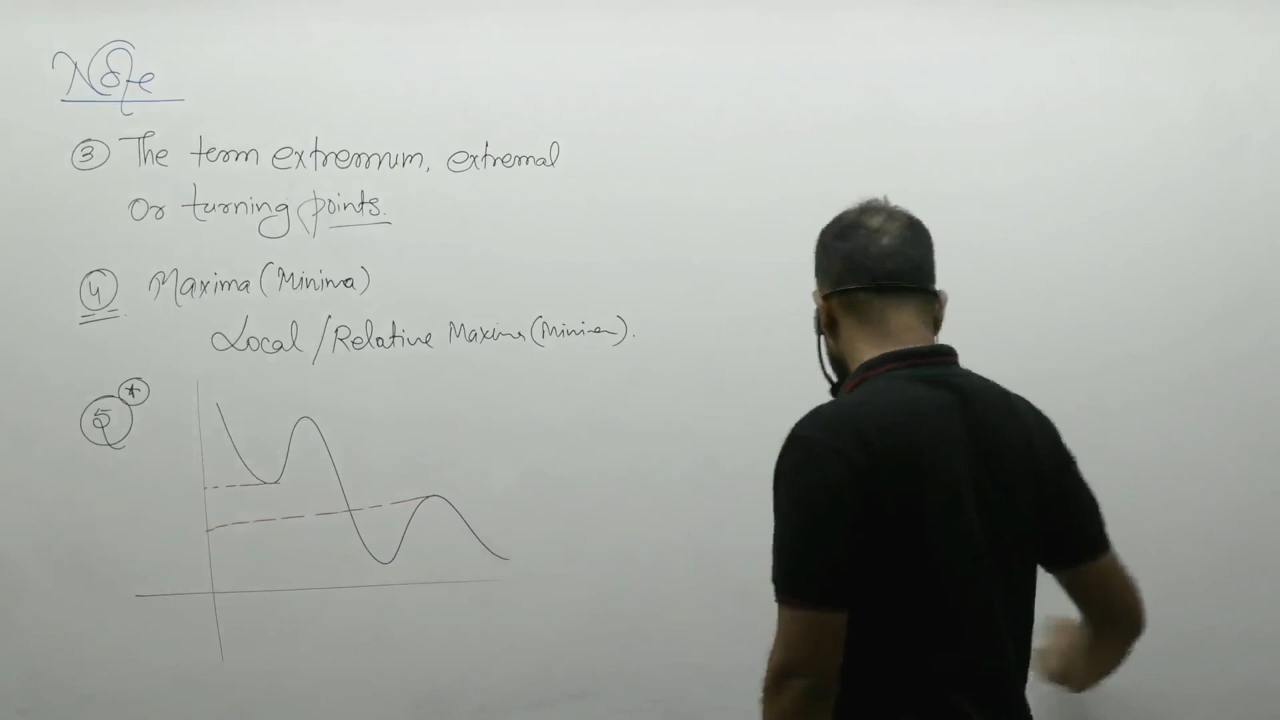 Note
③ The term extremum, extremal
or turning points.
④ Maxima (Minima)
Local / Relative Maxima (Minima).
⑤ *